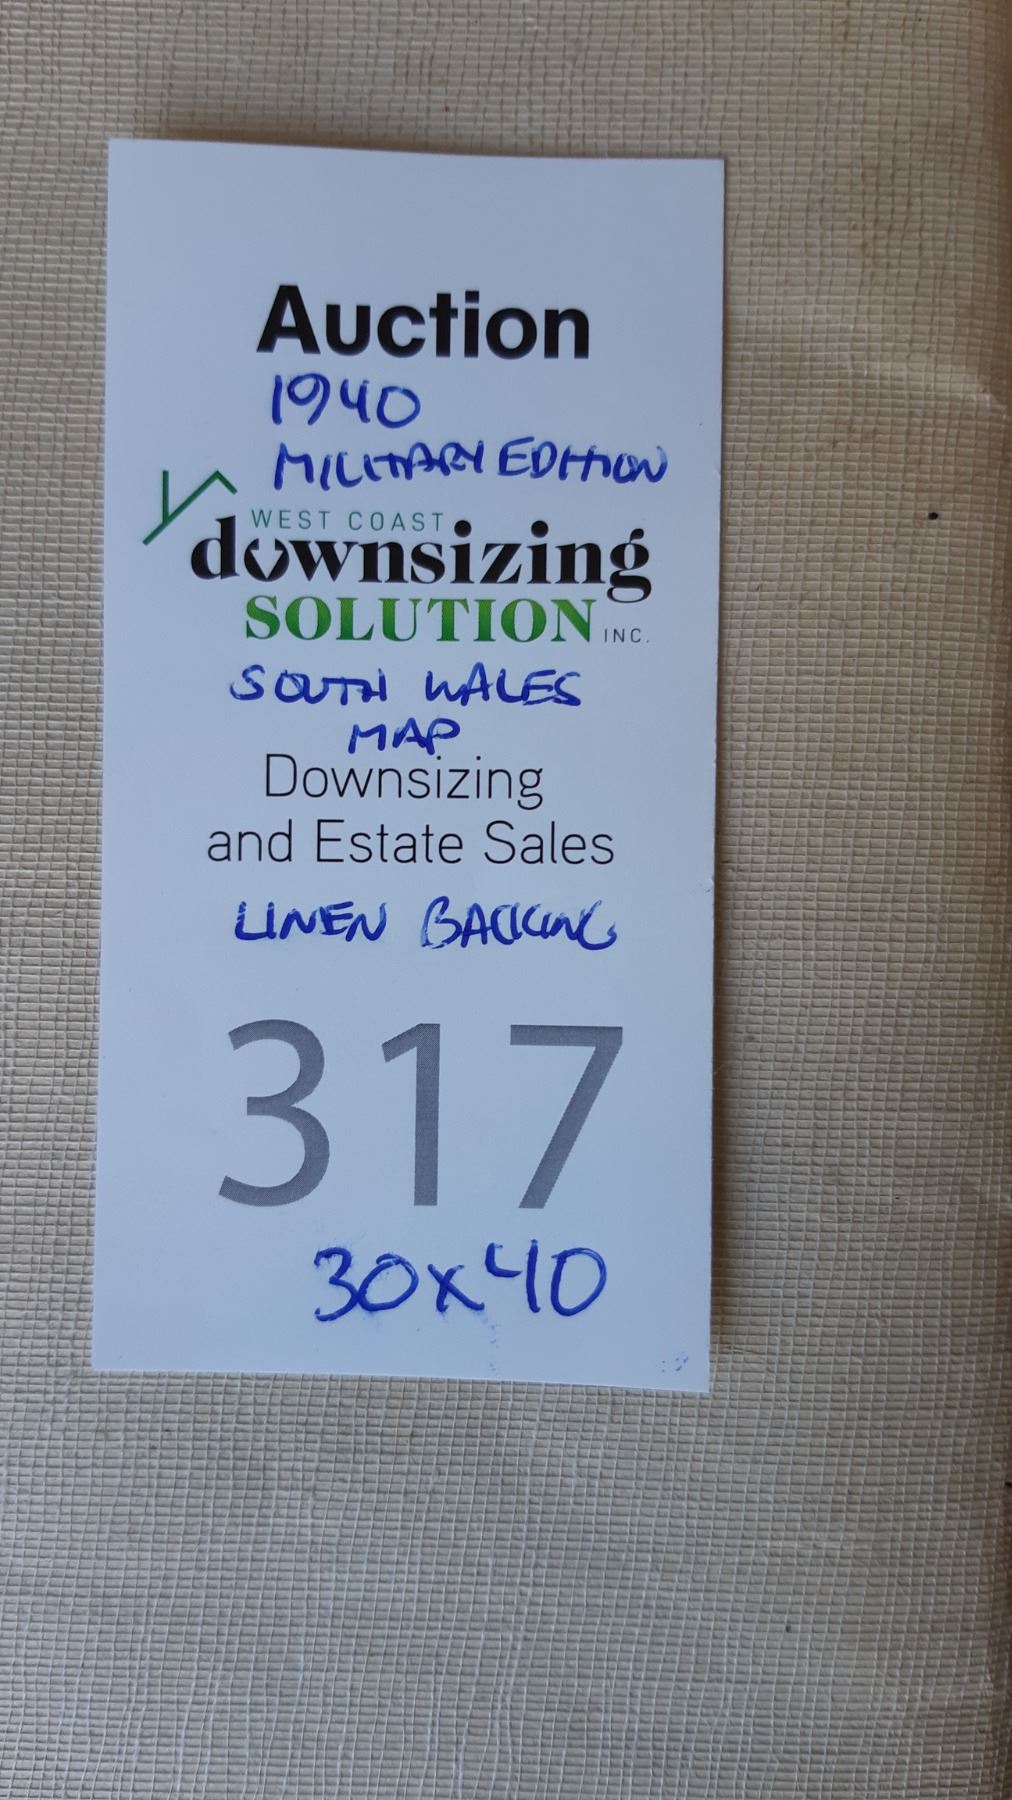 Auction
1940
MILITARY EDITION
WEST COAST
downsizing
SOLUTION INC.
SOUTH WALES
MAP
Downsizing
and Estate Sales
LINEN BACKING
317
30x40